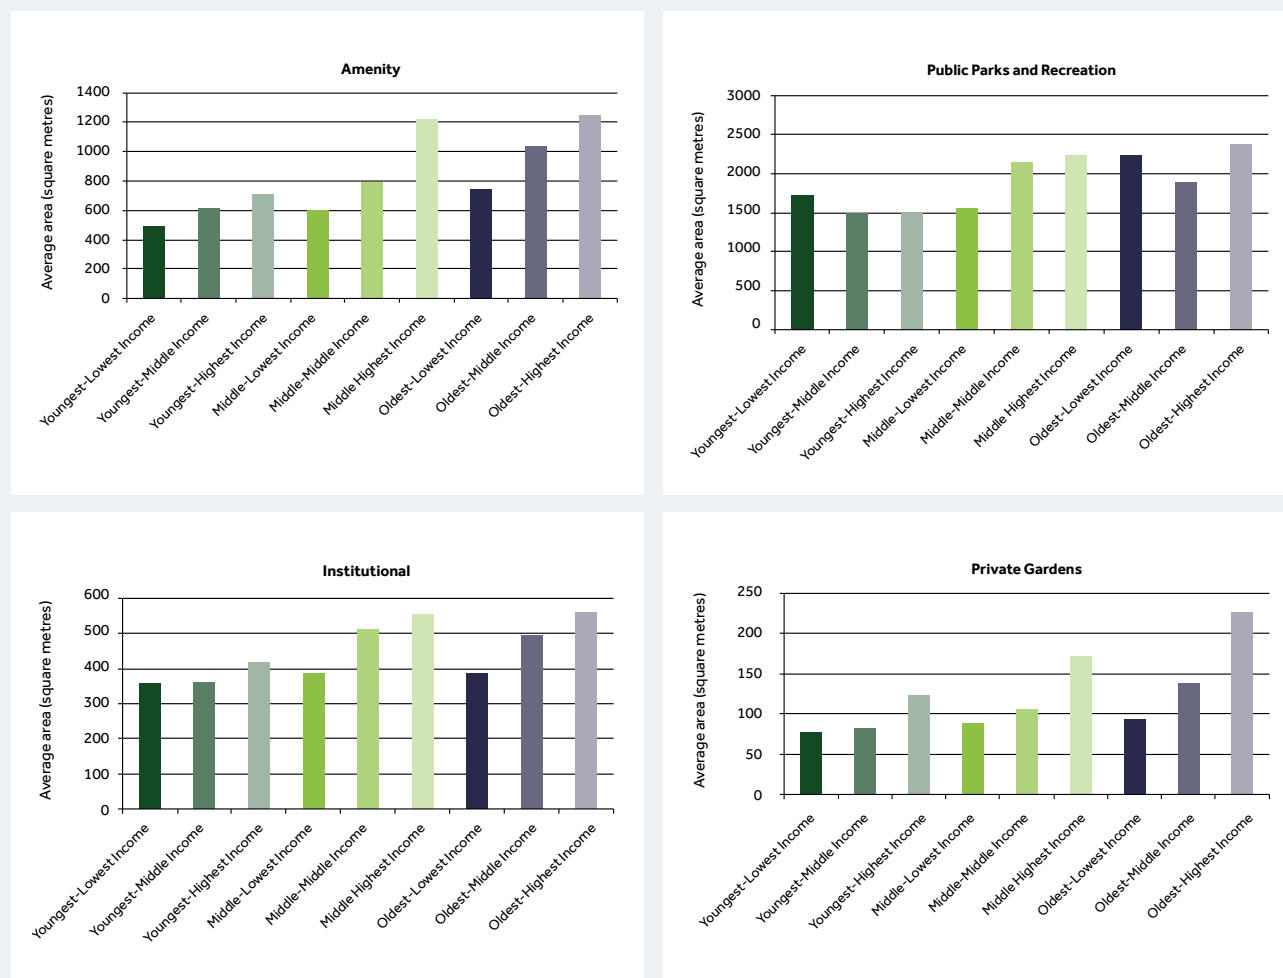 Amenity
Average area (square metres)
1400
1200
1000
800
600
400
200
0
Youngest-Lowest Income
Youngest-Middle Income
Youngest-Highest Income
Middle-Lowest Income
Middle-Middle Income
Middle Highest Income
Oldest-Lowest Income
Oldest-Middle Income
Oldest-Highest Income
Public Parks and Recreation
Average area (square metres)
3000
2500
2000
1500
1000
500
0
Youngest-Lowest Income
Youngest-Middle Income
Youngest-Highest Income
Middle-Lowest Income
Middle-Middle Income
Middle Highest Income
Oldest-Lowest Income
Oldest-Middle Income
Oldest-Highest Income
Institutional
Average area (square metres)
600
500
400
300
200
100
0
Youngest-Lowest Income
Youngest-Middle Income
Youngest-Highest Income
Middle-Lowest Income
Middle-Middle Income
Middle Highest Income
Oldest-Lowest Income
Oldest-Middle Income
Oldest-Highest Income
Private Gardens
Average area (square metres)
250
200
150
100
50
0
Youngest-Lowest Income
Youngest-Middle Income
Youngest-Highest Income
Middle-Lowest Income
Middle-Middle Income
Middle Highest Income
Oldest-Lowest Income
Oldest-Middle Income
Oldest-Highest Income